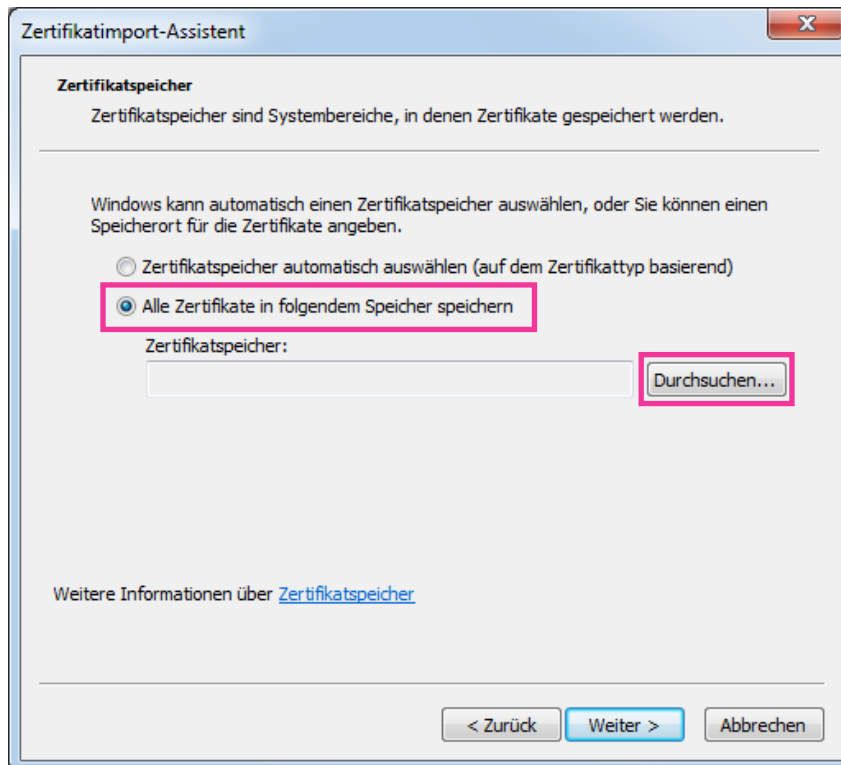 Zertifikatimport-Assistent
Zertifikatspeicher
Zertifikatspeicher sind Systembereiche, in denen Zertifikate gespeichert werden.
Windows kann automatisch einen Zertifikatspeicher auswählen, oder Sie können einen
Speicherort für die Zertifikate angeben.
Zertifikatspeicher automatisch auswählen (auf dem Zertifikattyp basierend)
Alle Zertifikate in folgendem Speicher speichern
Zertifikatspeicher:
Durchsuchen...
Weitere Informationen über Zertifikatspeicher
< Zurück Weiter > Abbrechen